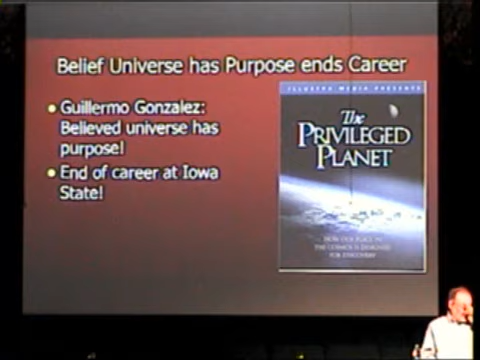 Belief Universe has Purpose ends Career
Guillermo Gonzalez:
Believed universe has
purpose!
End of career at Iowa
State!
ILLUSTRA MEDIA PRESENTS
The
PRIVILEGED
PLANET
HOW OUR PLACE IN
THE COSMOS IS DESIGNED
FOR DISCOVERY